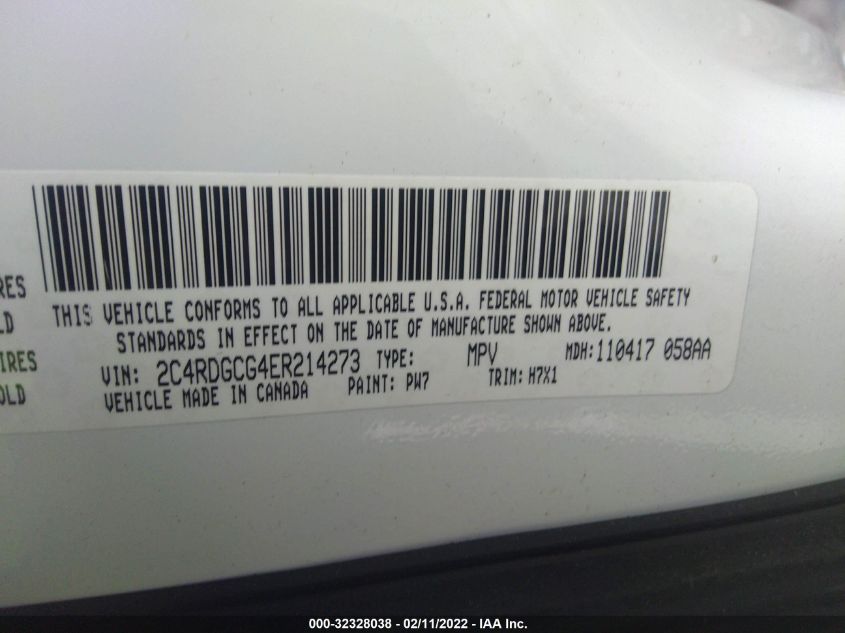 RES
LD
IRES
OLD
THIS VEHICLE CONFORMS TO ALL APPLICABLE U.S.A. FEDERAL MOTOR VEHICLE SAFETY
STANDARDS IN EFFECT ON THE DATE OF MANUFACTURE SHOWN ABOVE.
VIN: 2C4RDGCG4ER214273 TYPE: MPV MDH: 110417 058AA
VEHICLE MADE IN CANADA PAINT: PW7 TRIM: H7X1
000-32328038 - 02/11/2022 - IAA Inc.